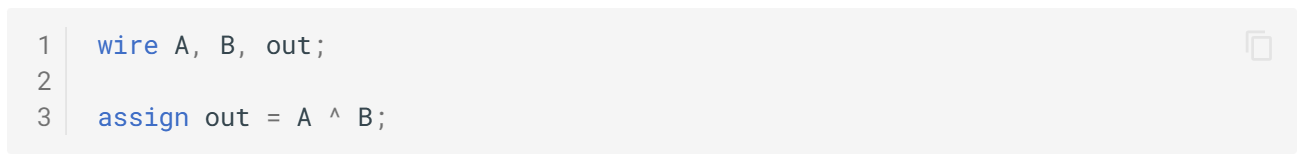 1 wire A, B, out;
2
3 assign out = A ^ B;